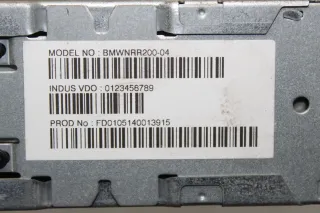 MODEL NO : BMWNRR200-04
INDUS VDO : 0123456789
PROD No : FD0105140013915